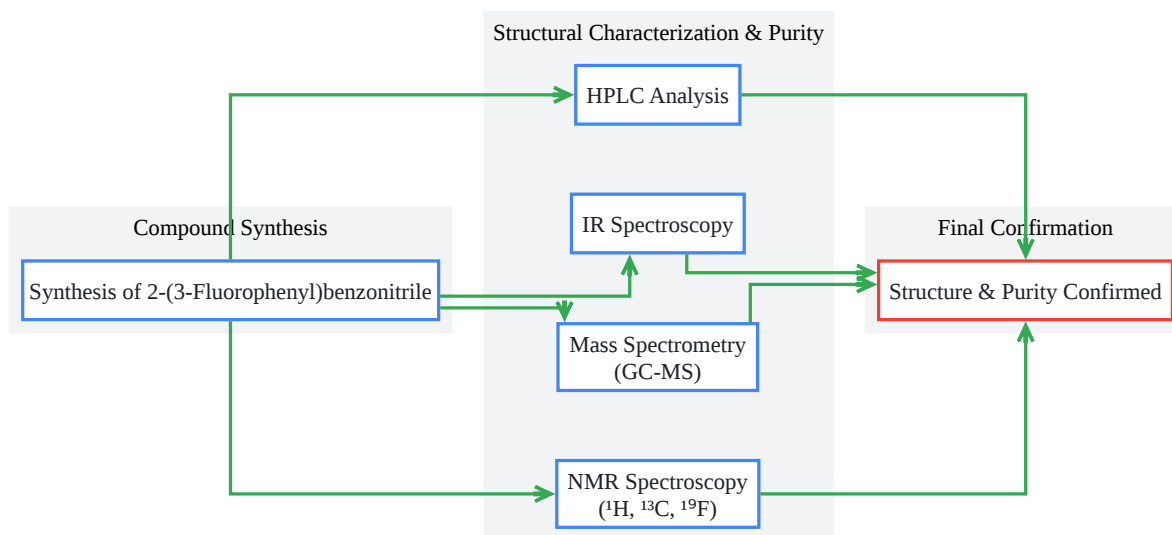 Structural Characterization & Purity
HPLC Analysis
IR Spectroscopy
Compound Synthesis
Final Confirmation
Synthesis of 2-(3-Fluorophenyl)benzonitrile
Structure & Purity Confirmed
Mass Spectrometry
(GC-MS)
NMR Spectroscopy
(¹H, ¹³C, ¹⁹F)